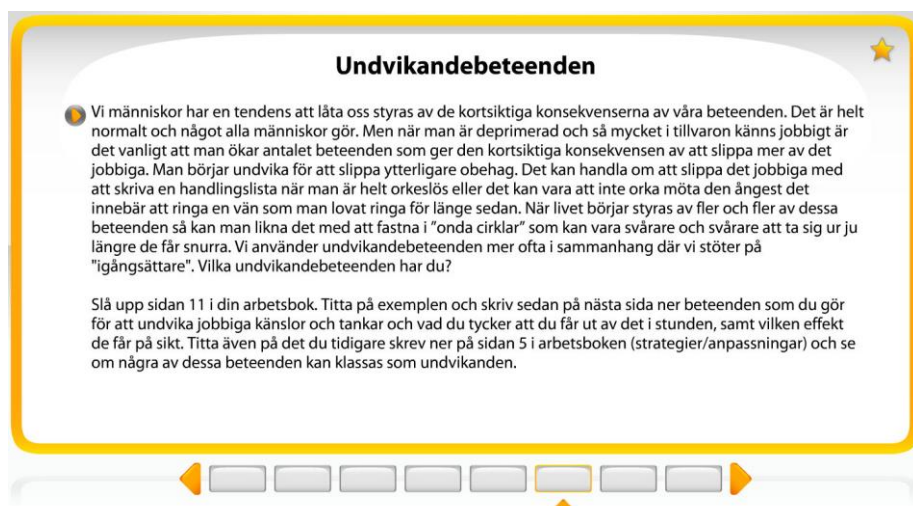 Undvikandebeteenden
Vi människor har en tendens att låta oss styras av de kortsiktiga konsekvenserna av våra beteenden. Det är helt
normalt och något alla människor gör. Men när man är deprimerad och så mycket i tillvaron känns jobbigt är
det vanligt att man ökar antalet beteenden som ger den kortsiktiga konsekvensen av att slippa mer av det
jobbiga. Man börjar undvika för att slippa ytterligare obehag. Det kan handla om att slippa det jobbiga med
att skriva en handlingslista när man är helt orkeslös eller det kan vara att inte orka möta den ångest det
innebär att ringa en vän som man lovat ringa för länge sedan. När livet börjar styras av fler och fler av dessa
beteenden så kan man likna det med att fastna i "onda cirklar" som kan vara svårare och svårare att ta sig ur ju
längre de får snurra. Vi använder undvikandebeteenden mer ofta i sammanhang där vi stöter på
"igångsättare". Vilka undvikandebeteenden har du?
Slå upp sidan 11 i din arbetsbok. Titta på exemplen och skriv sedan på nästa sida ner beteenden som du gör
för att undvika jobbiga känslor och tankar och vad du tycker att du får ut av det i stunden, samt vilken effekt
de får på sikt. Titta även på det du tidigare skrev ner på sidan 5 i arbetsboken (strategier/anpassningar) och se
om några av dessa beteenden kan klassas som undvikanden.